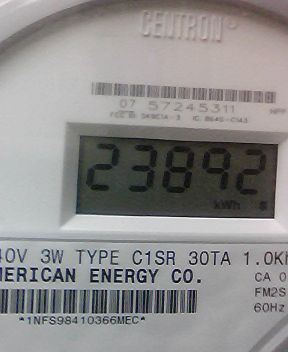 CENTRON
07 57245311
23892
kWh
40V 3W TYPE C1SR 30TA 1.0Kh
MERICAN ENERGY CO.
CA 0
FM2S
60Hz
*1NFS98410366MEC*